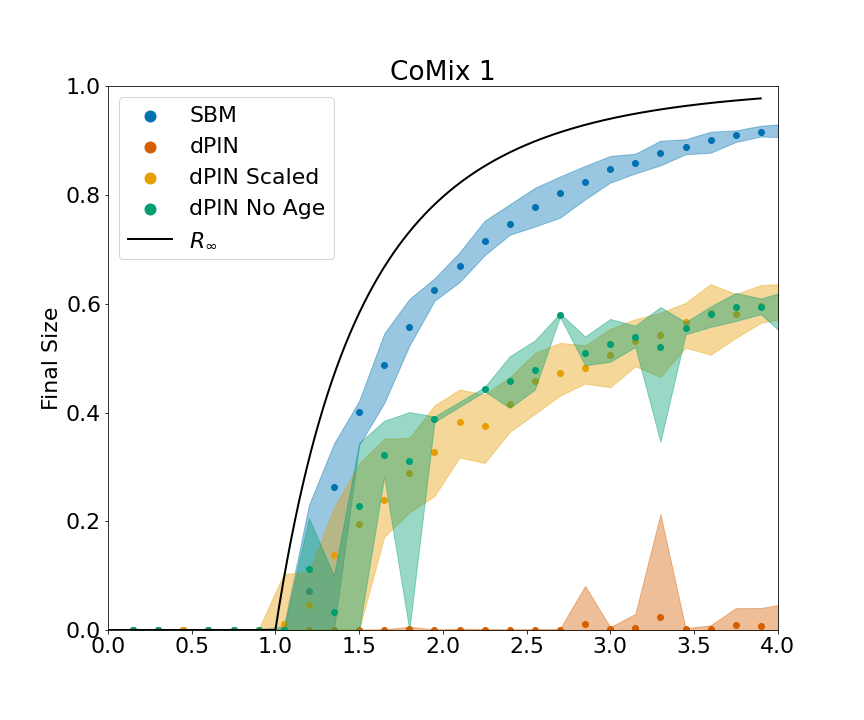 CoMix 1
1.0
0.8
0.6
0.4
0.2
0.0
Final Size
SBM
dPIN
dPIN Scaled
dPIN No Age
R∞
0.0 0.5 1.0 1.5 2.0 2.5 3.0 3.5 4.0